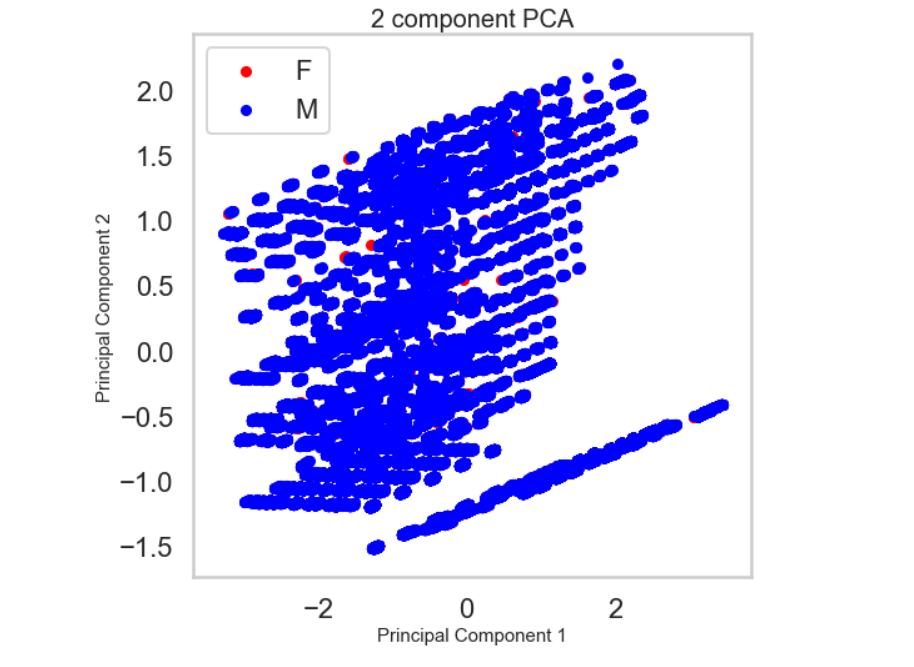 2 component PCA
F
M
Principal Component 2
2.0
1.5
1.0
0.5
0.0
−0.5
−1.0
−1.5
−2 0 2
Principal Component 1